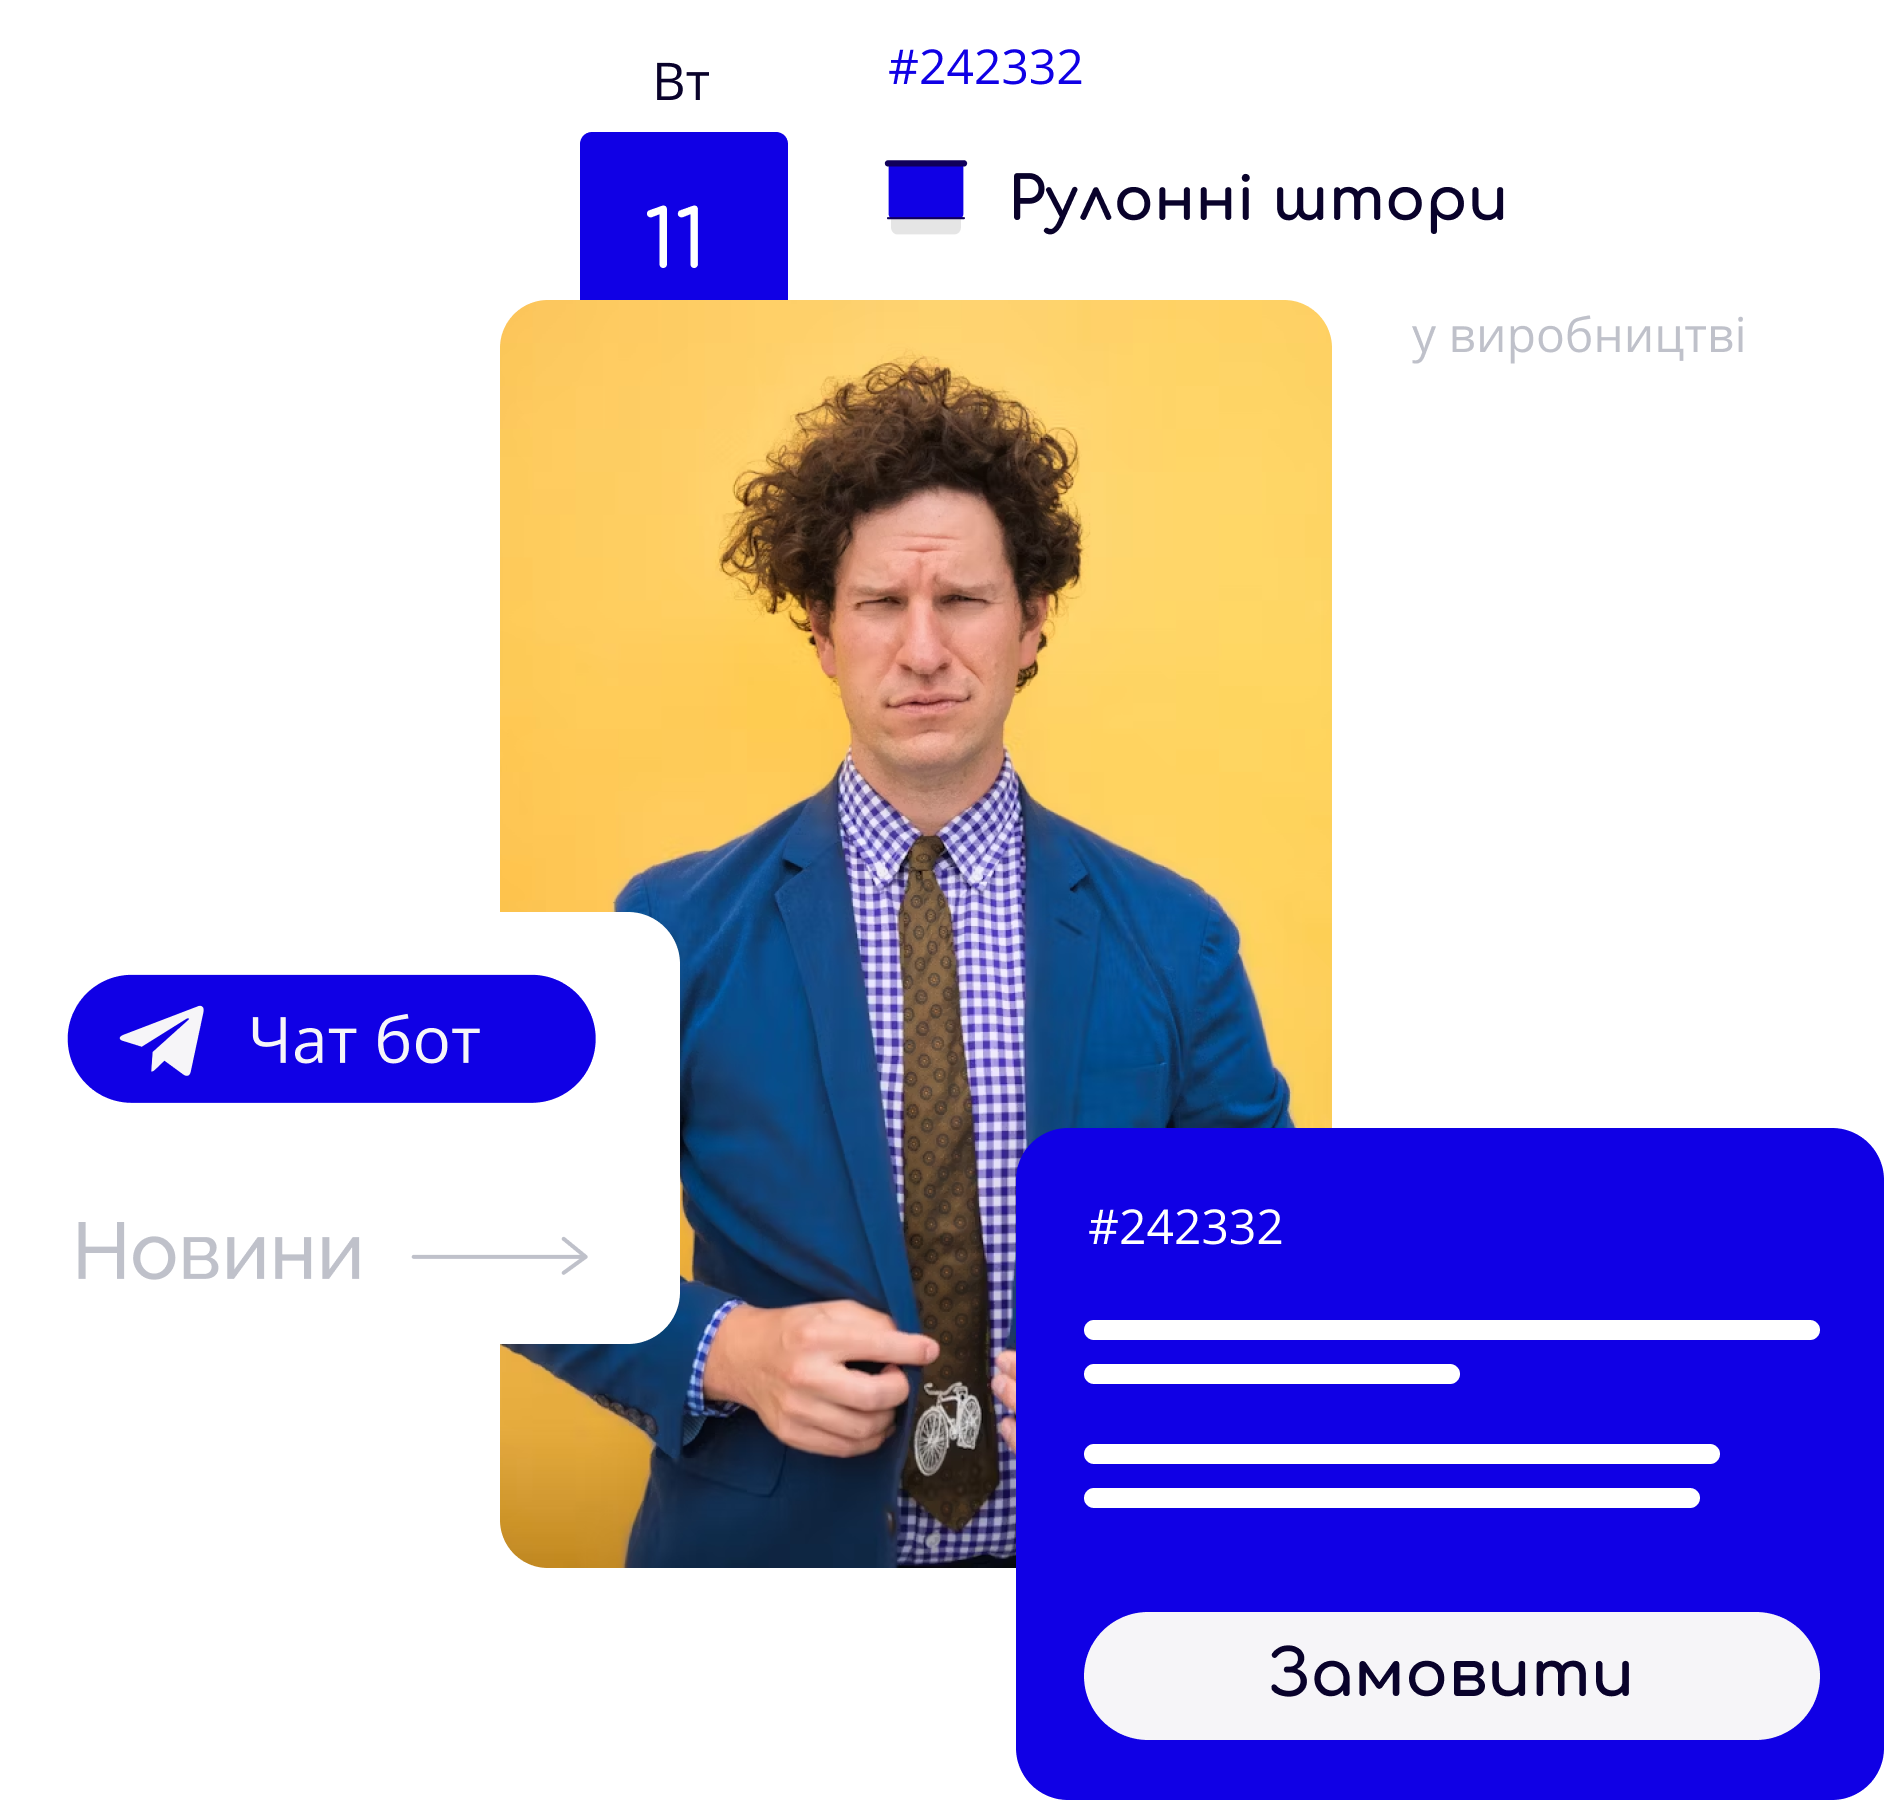 Вт
#242332
11
Рулонні штори
у виробництві
Чат бот
Новини
#242332
Замовити